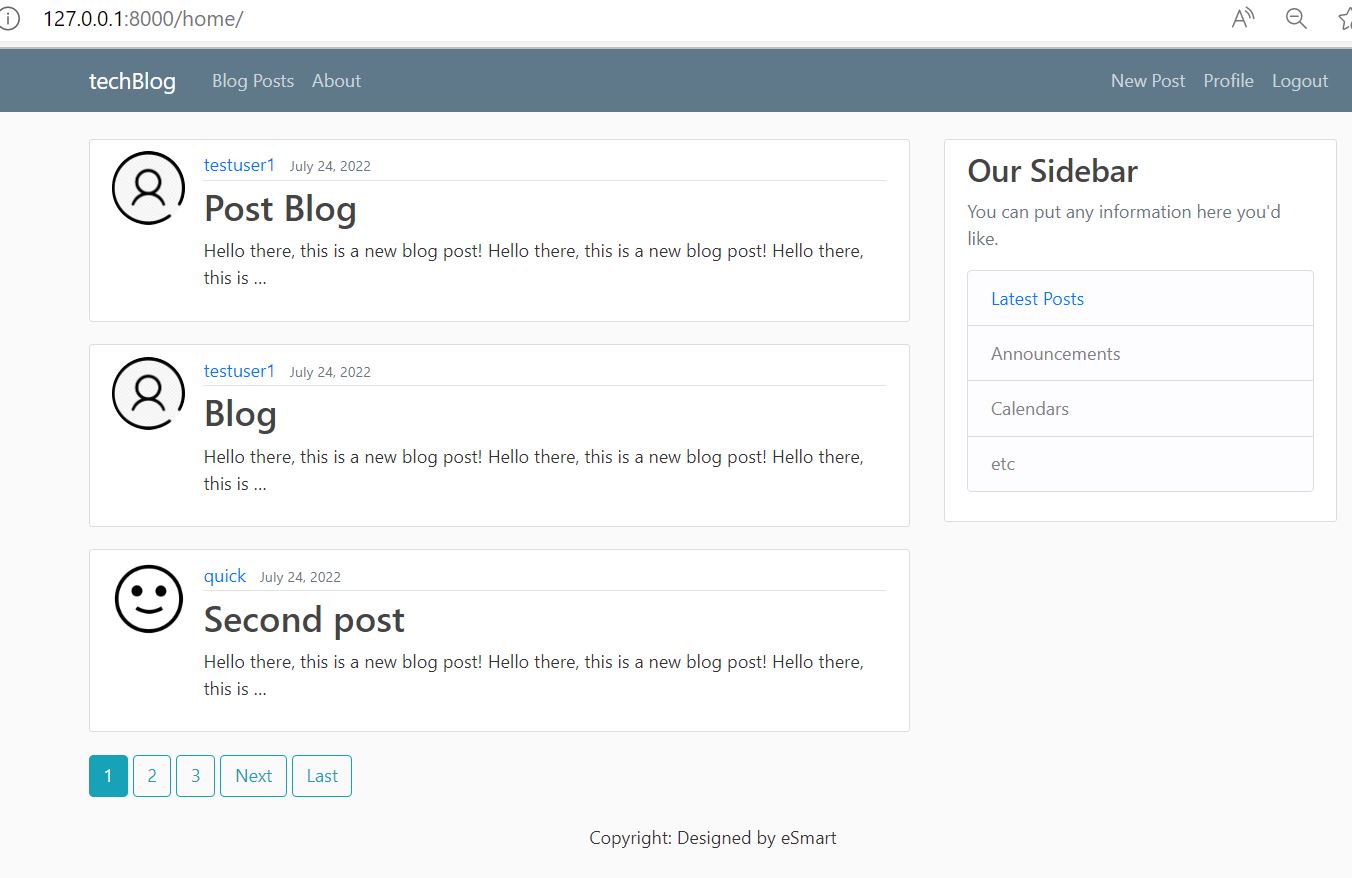 127.0.0.1:8000/home/
techBlog Blog Posts About New Post Profile Logout
testuser1 July 24, 2022
Post Blog
Hello there, this is a new blog post! Hello there, this is a new blog post! Hello there,
this is ...
testuser1 July 24, 2022
Blog
Hello there, this is a new blog post! Hello there, this is a new blog post! Hello there,
this is ...
quick July 24, 2022
Second post
Hello there, this is a new blog post! Hello there, this is a new blog post! Hello there,
this is ...
1 2 3 Next Last
Our Sidebar
You can put any information here you'd
like.
Latest Posts
Announcements
Calendars
etc
Copyright: Designed by eSmart